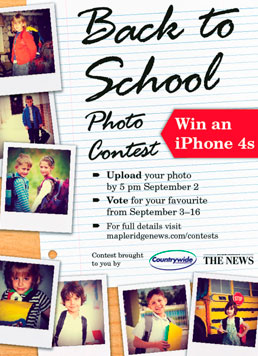 Back to
School
Photo
Contest
Win an
iPhone 4s
Upload your photo
by 5 pm September 2
Vote for your favourite
from September 3–16
For full details visit
mapleridgenews.com/contests
Contest brought
to you by
Countrywide
THE NEWS